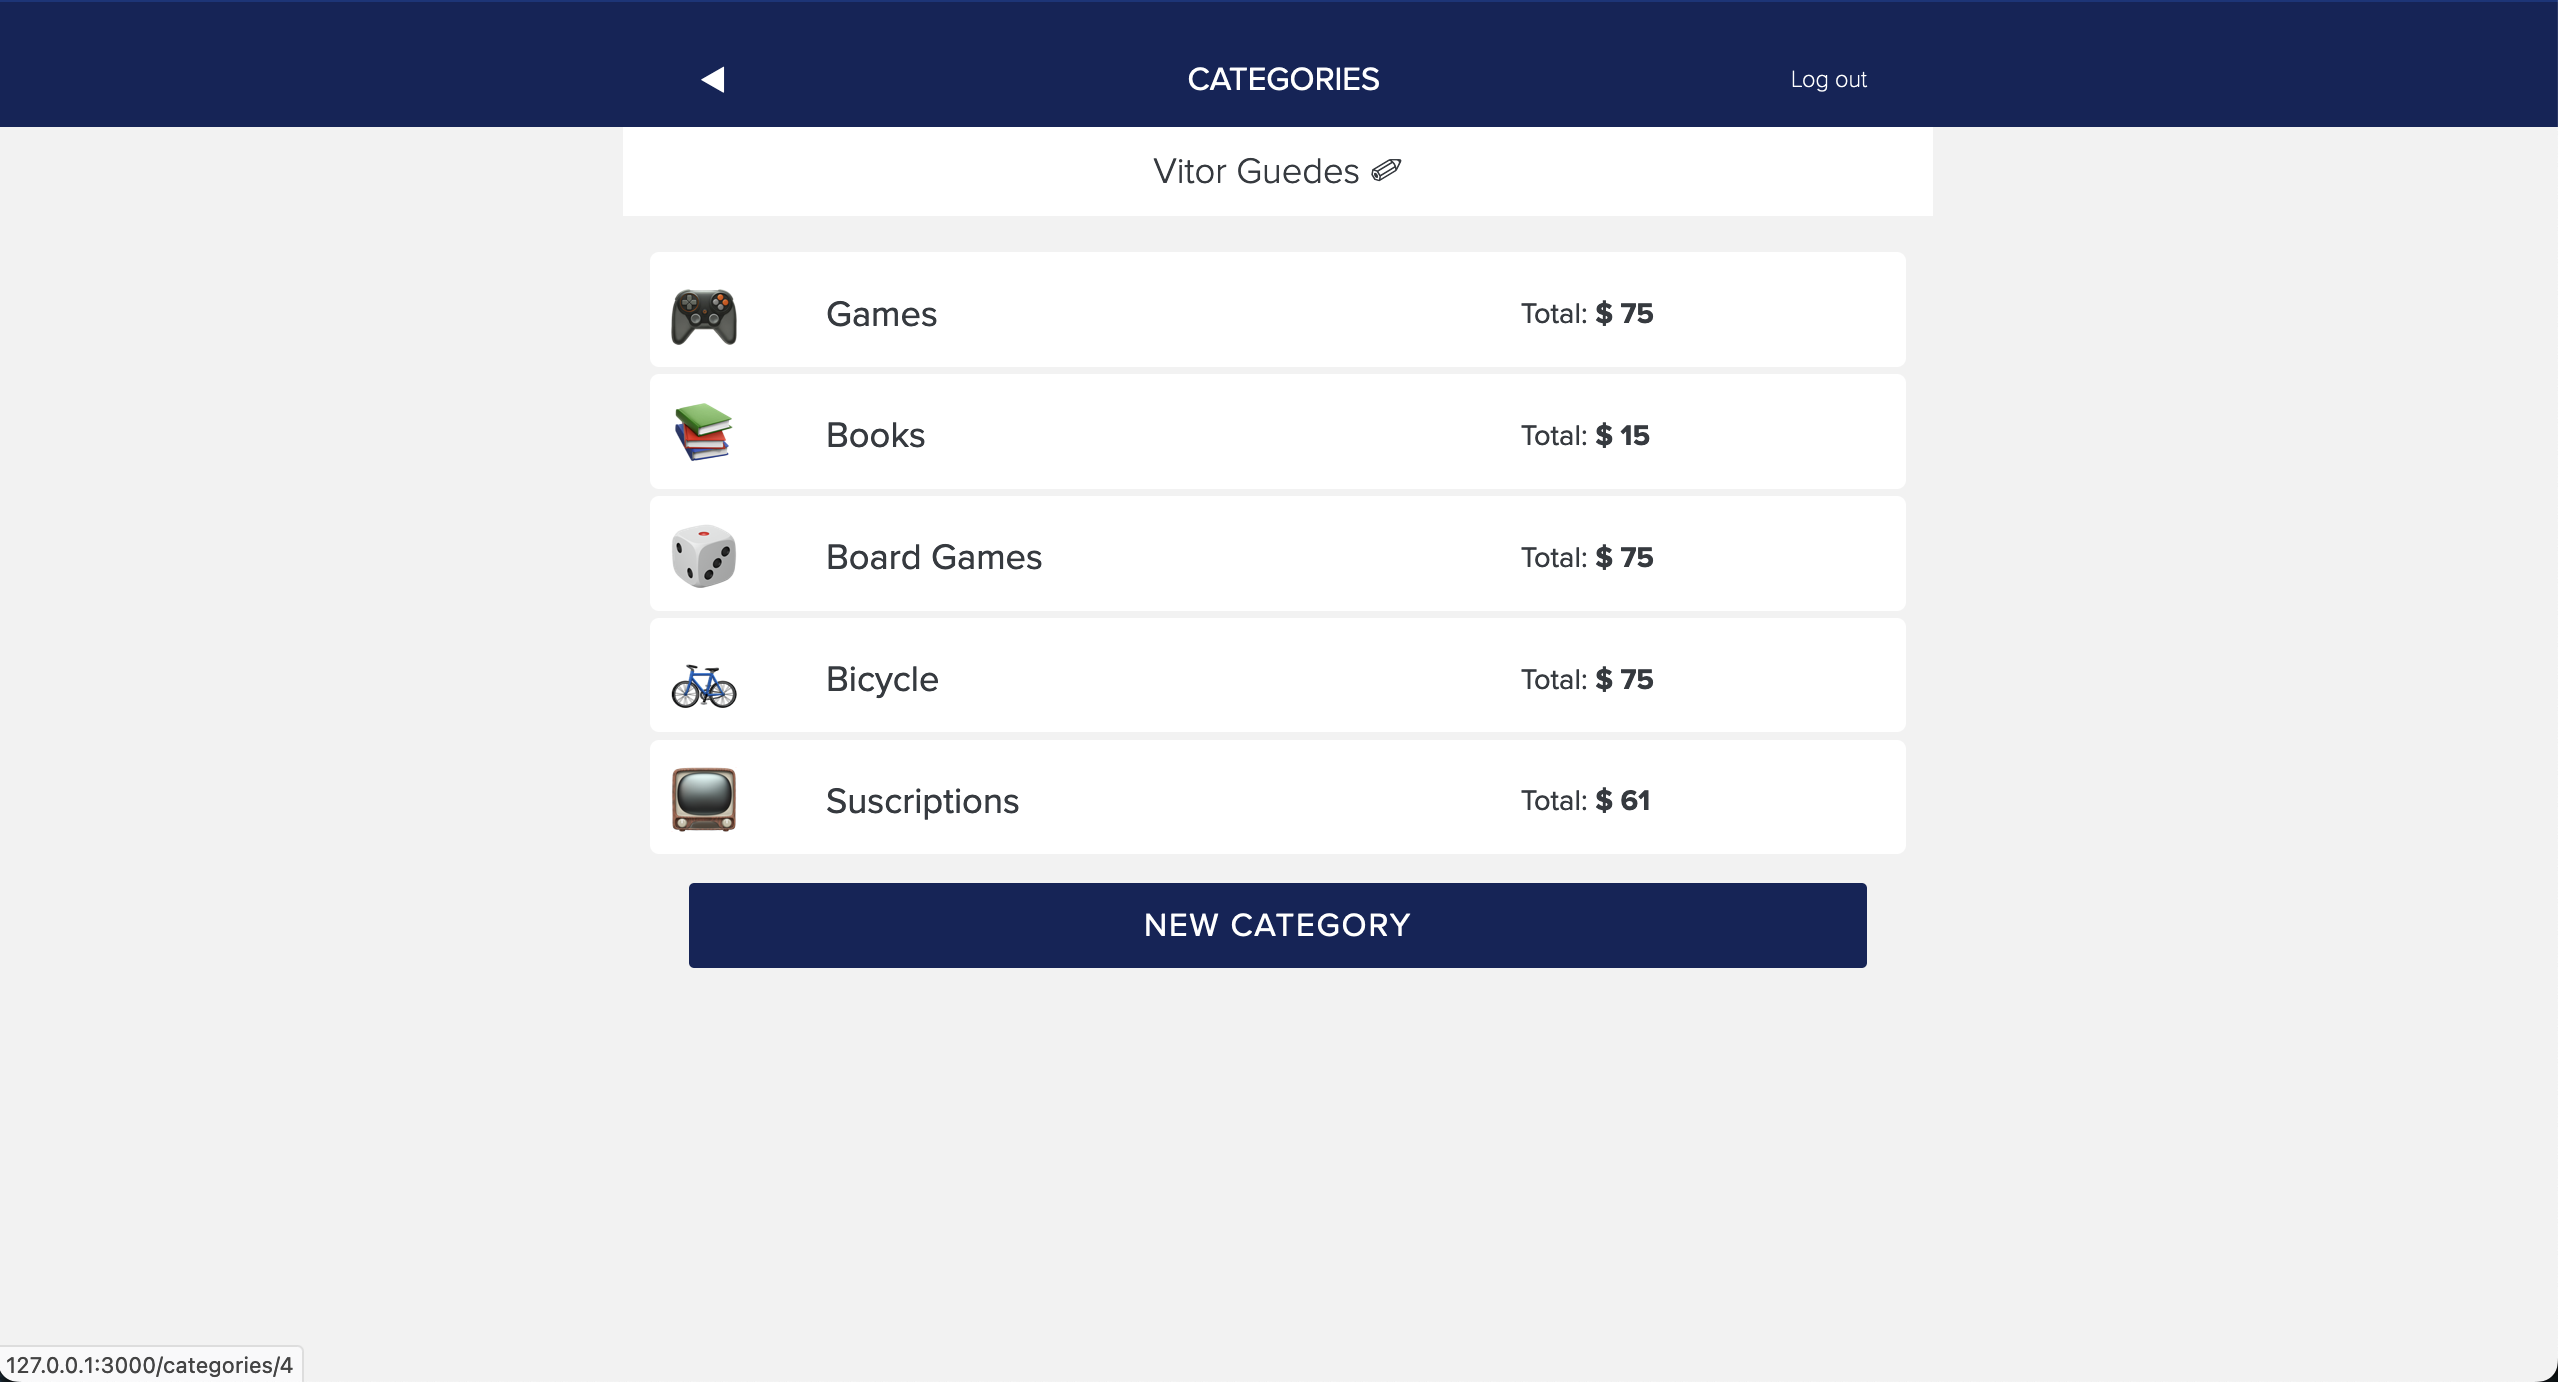 CATEGORIES
Log out
Vitor Guedes
Games
Total: $ 75
Books
Total: $ 15
Board Games
Total: $ 75
Bicycle
Total: $ 75
Suscriptions
Total: $ 61
NEW CATEGORY
127.0.0.1:3000/categories/4